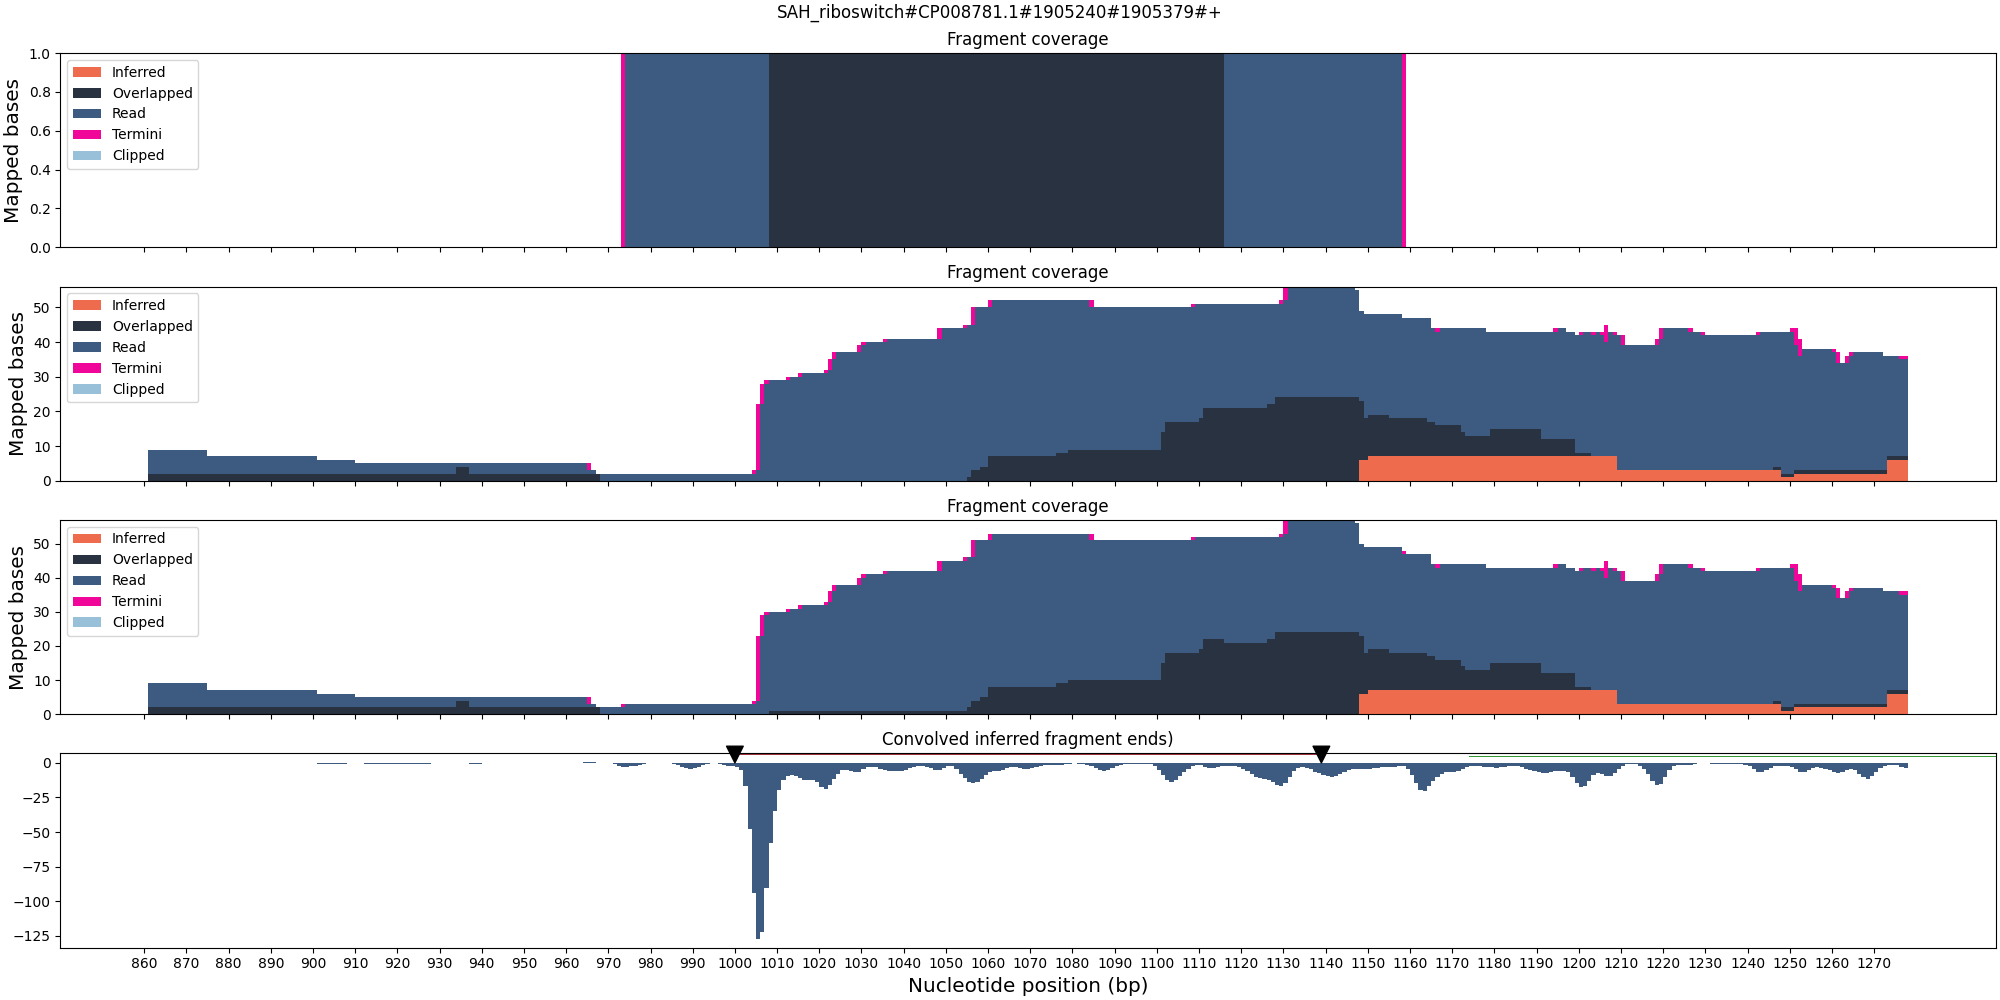 SAH_riboswitch#CP008781.1#1905240#1905379#+
Fragment coverage
Mapped bases
1.0
0.8
0.6
0.4
0.2
0.0
Inferred
Overlapped
Read
Termini
Clipped
Fragment coverage
Mapped bases
50
40
30
20
10
0
Inferred
Overlapped
Read
Termini
Clipped
Fragment coverage
Mapped bases
50
40
30
20
10
0
Inferred
Overlapped
Read
Termini
Clipped
Convolved inferred fragment ends)
0
−25
−50
−75
−100
−125
860 870 880 890 900 910 920 930 940 950 960 970 980 990 1000 1010 1020 1030 1040 1050 1060 1070 1080 1090 1100 1110 1120 1130 1140 1150 1160 1170 1180 1190 1200 1210 1220 1230 1240 1250 1260 1270
Nucleotide position (bp)